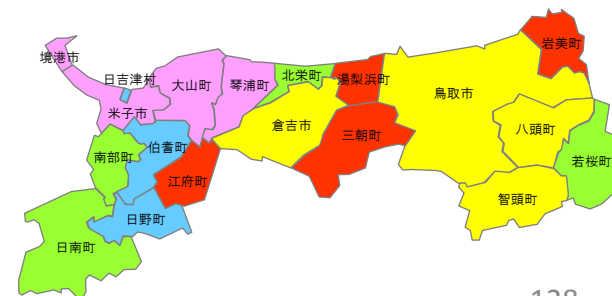 境港市
日吉津村
米子市
大山町
琴浦町
北栄町
湯梨浜町
鳥取市
岩美町
倉吉市
三朝町
八頭町
若桜町
智頭町
南部町
伯耆町
江府町
日野町
日南町
128